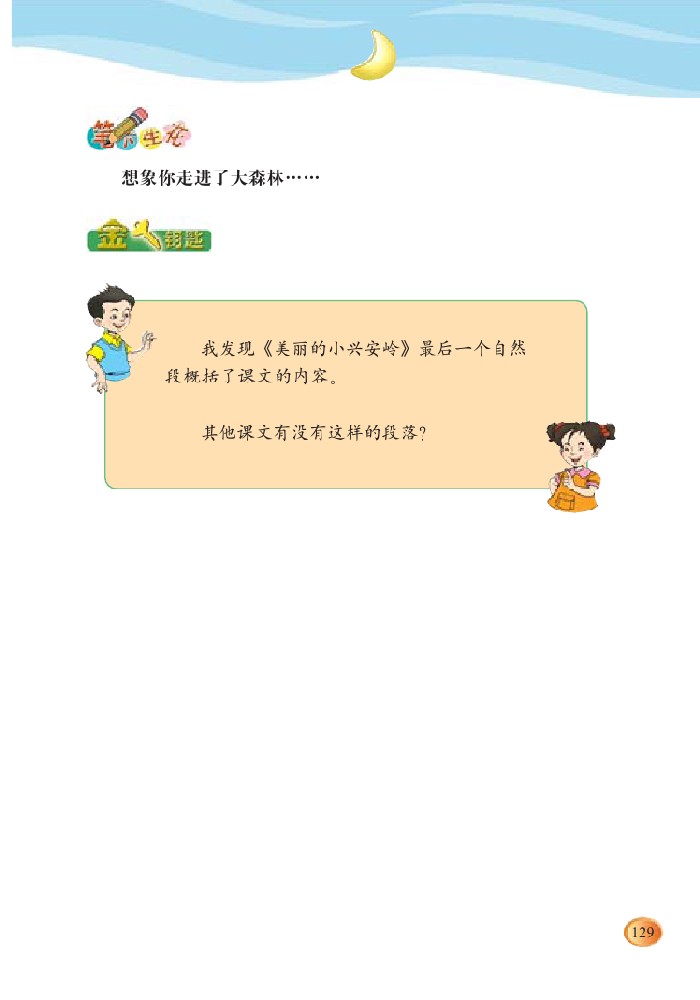 笔下生花
想象你走进了大森林……
金钥匙
我发现《美丽的小兴安岭》最后一个自然
段概括了课文的内容。
其他课文有没有这样的段落？
129